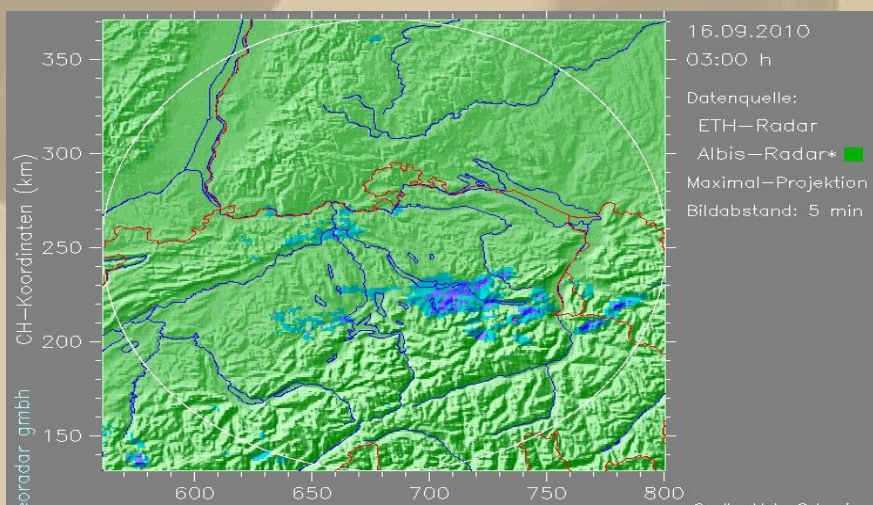 16.09.2010
03:00 h
Datenquelle:
ETH-Radar
Albis-Radar*
Maximal-Projektion
Bildabstand: 5 min
CH-Koordinaten (km)
350
300
250
200
150
600
650
700
750
800
gmbh